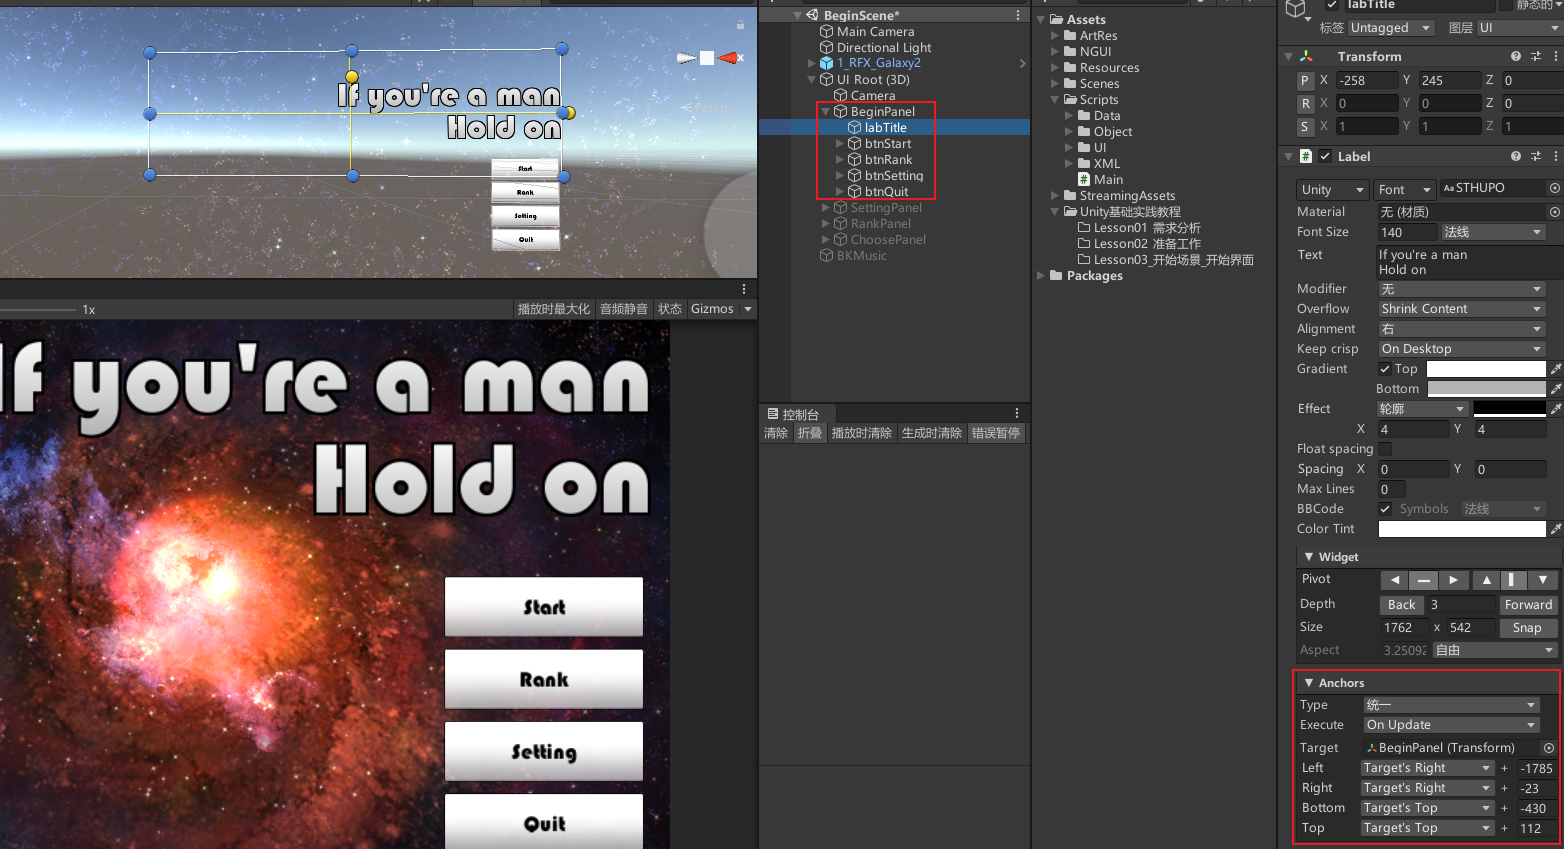 If you're a man
Hold on
Start
Rank
Setting
Quit
Persp
x
1x
播放时最大化
音频静音
状态
Gizmos
If you're a man
Hold on
Start
Rank
Setting
Quit
BeginScene*
Main Camera
Directional Light
1_RFX_Galaxy2
UI Root (3D)
Camera
BeginPanel
labTitle
btnStart
btnRank
btnSetting
btnQuit
SettingPanel
RankPanel
ChoosePanel
BKMusic
控制台
清除
折叠
播放时清除
生成时清除
错误暂停
Assets
ArtRes
NGUI
Resources
Scenes
Scripts
Data
Object
UI
XML
Main
StreamingAssets
Unity基础实践教程
Lesson01 需求分析
Lesson02 准备工作
Lesson03_开始场景_开始界面
Packages
labTitle
静态的
标签 Untagged 图层 UI
Transform
P X -258 Y 245 Z 0
R X 0 Y 0 Z 0
S X 1 Y 1 Z 1
Label
Unity Font Aa STHUPO
Material 无 (材质)
Font Size 140 法线
Text If you're a man
Hold on
Modifier 无
Overflow Shrink Content
Alignment 右
Keep crisp On Desktop
Gradient Top
Bottom
Effect 轮廓
X 4 Y 4
Float spacing
Spacing X 0 Y 0
Max Lines 0
BBCode Symbols 法线
Color Tint
Widget
Pivot
Depth Back 3 Forward
Size 1762 x 542 Snap
Aspect 3.25092 自由
Anchors
Type 统一
Execute On Update
Target BeginPanel (Transform)
Left Target's Right + -1785
Right Target's Right + -23
Bottom Target's Top + -430
Top Target's Top + 112